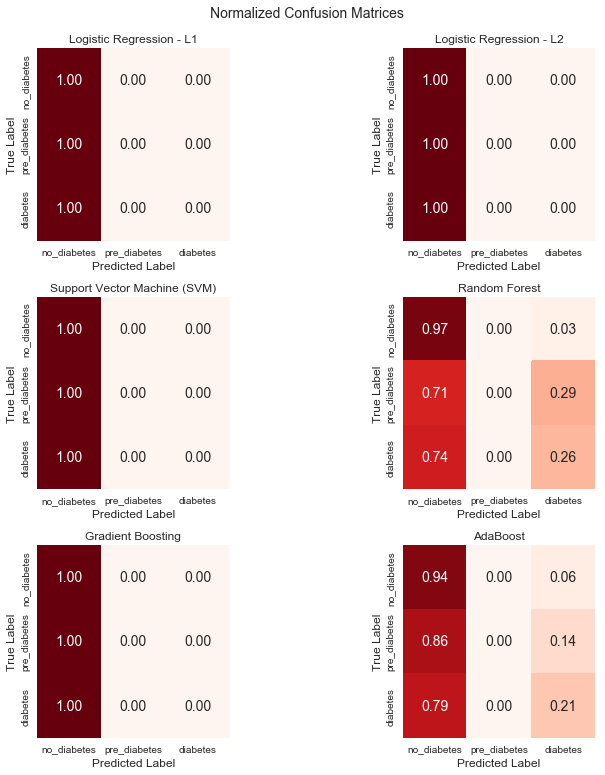 Normalized Confusion Matrices
Logistic Regression - L1
True Label
no_diabetes
1.00 0.00 0.00
pre_diabetes
1.00 0.00 0.00
diabetes
1.00 0.00 0.00
no_diabetes pre_diabetes diabetes
Predicted Label
Logistic Regression - L2
True Label
no_diabetes
1.00 0.00 0.00
pre_diabetes
1.00 0.00 0.00
diabetes
1.00 0.00 0.00
no_diabetes pre_diabetes diabetes
Predicted Label
Support Vector Machine (SVM)
True Label
no_diabetes
1.00 0.00 0.00
pre_diabetes
1.00 0.00 0.00
diabetes
1.00 0.00 0.00
no_diabetes pre_diabetes diabetes
Predicted Label
Random Forest
True Label
no_diabetes
0.97 0.00 0.03
pre_diabetes
0.71 0.00 0.29
diabetes
0.74 0.00 0.26
no_diabetes pre_diabetes diabetes
Predicted Label
Gradient Boosting
True Label
no_diabetes
1.00 0.00 0.00
pre_diabetes
1.00 0.00 0.00
diabetes
1.00 0.00 0.00
no_diabetes pre_diabetes diabetes
Predicted Label
AdaBoost
True Label
no_diabetes
0.94 0.00 0.06
pre_diabetes
0.86 0.00 0.14
diabetes
0.79 0.00 0.21
no_diabetes pre_diabetes diabetes
Predicted Label